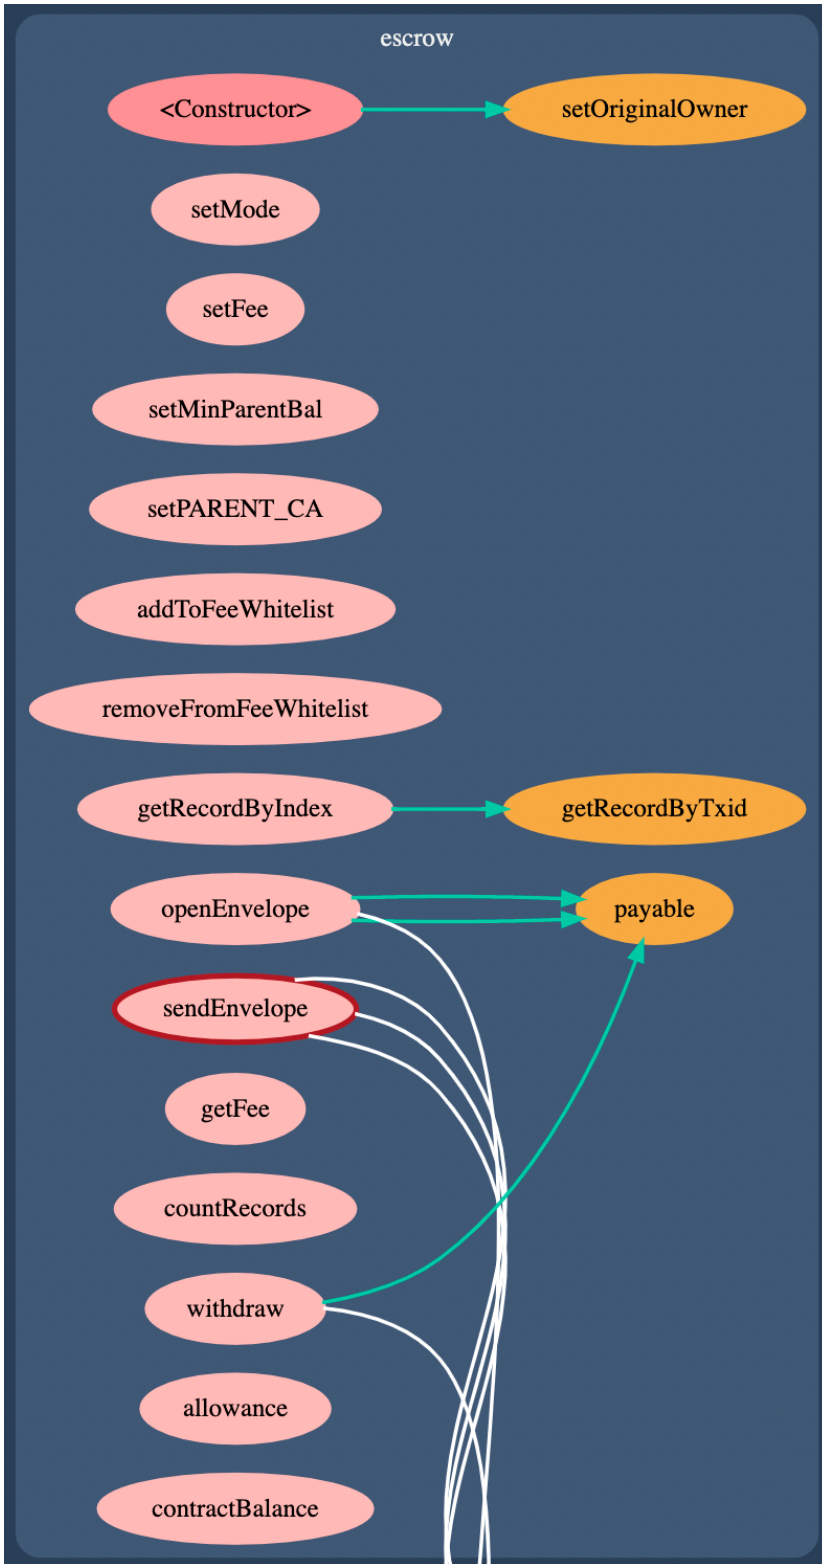 escrow
<Constructor>
setOriginalOwner
setMode
setFee
setMinParentBal
setPARENT_CA
addToFeeWhitelist
removeFromFeeWhitelist
getRecordByIndex
getRecordByTxid
openEnvelope
payable
sendEnvelope
getFee
countRecords
withdraw
allowance
contractBalance